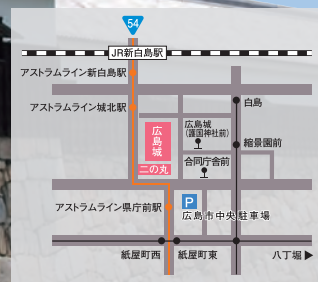 54
JR新白島駅
アストラムライン新白島駅
アストラムライン城北駅
白島
広島城
広島城
(護国神社前)
縮景園前
合同庁舎前
二の丸
P
アストラムライン県庁前駅
広島市中央駐車場
紙屋町西
紙屋町東
八丁堀▶